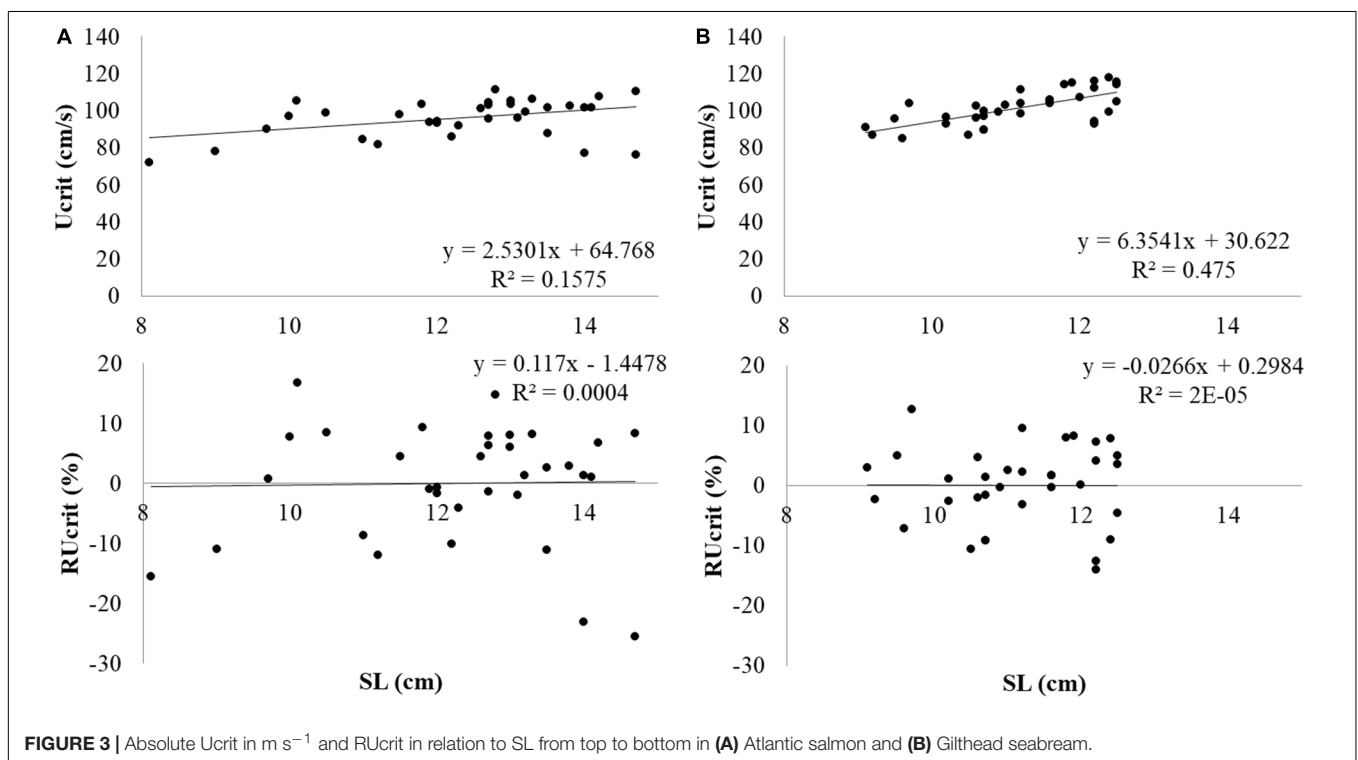 A
140
120
100
80
60
40
20
0
Ucrit (cm/s)
y = 2.5301x + 64.768
R² = 0.1575
8 10 12 14
B
140
120
100
80
60
40
20
0
Ucrit (cm/s)
y = 6.3541x + 30.622
R² = 0.475
8 10 12 14
20
10
0
-10
-20
-30
RUcrit (%)
y = 0.117x - 1.4478
R² = 0.0004
8 10 12 14
SL (cm)
20
10
0
-10
-20
-30
RUcrit (%)
y = -0.0266x + 0.2984
R² = 2E-05
8 10 12 14
SL (cm)
FIGURE 3 | Absolute Ucrit in m s⁻¹ and RUcrit in relation to SL from top to bottom in (A) Atlantic salmon and (B) Gilthead seabream.